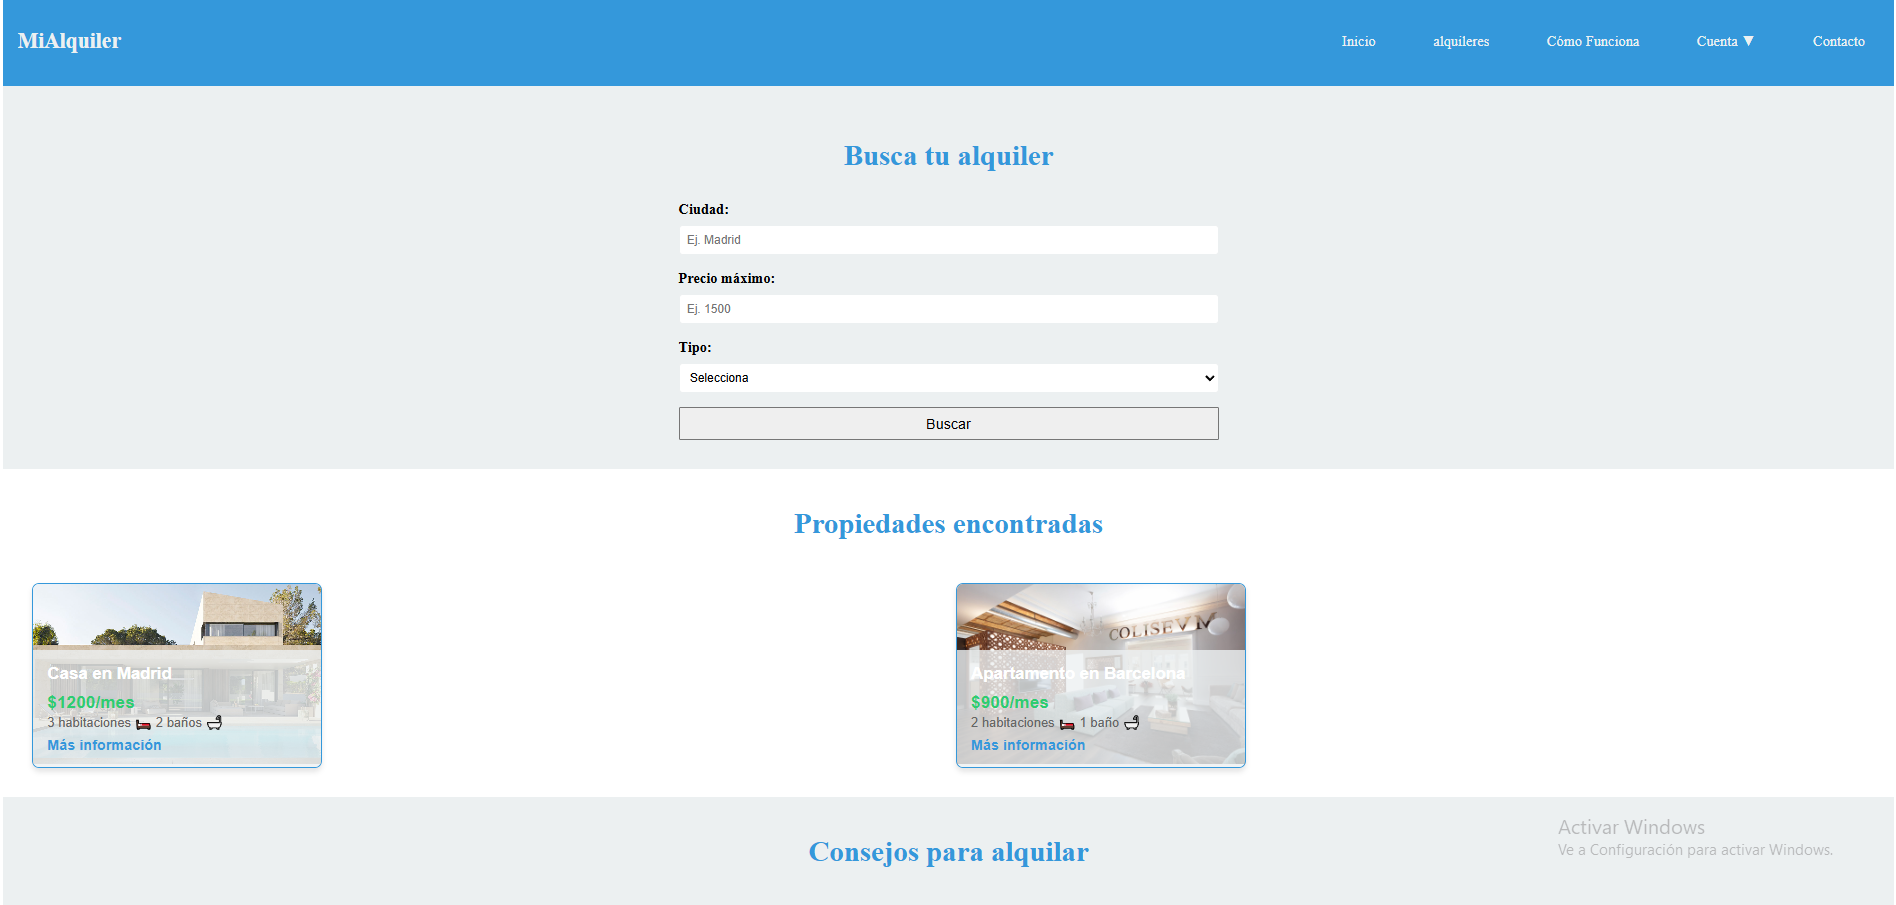 MiAlquiler
Inicio
alquileres
Cómo Funciona
Cuenta ▼
Contacto
Busca tu alquiler
Ciudad:
Ej. Madrid
Precio máximo:
Ej. 1500
Tipo:
Selecciona
Buscar
Propiedades encontradas
Casa en Madrid
$1200/mes
3 habitaciones 2 baños
Más información
COLISEVM
Apartamento en Barcelona
$900/mes
2 habitaciones 1 baño
Más información
Consejos para alquilar
Activar Windows
Ve a Configuración para activar Windows.